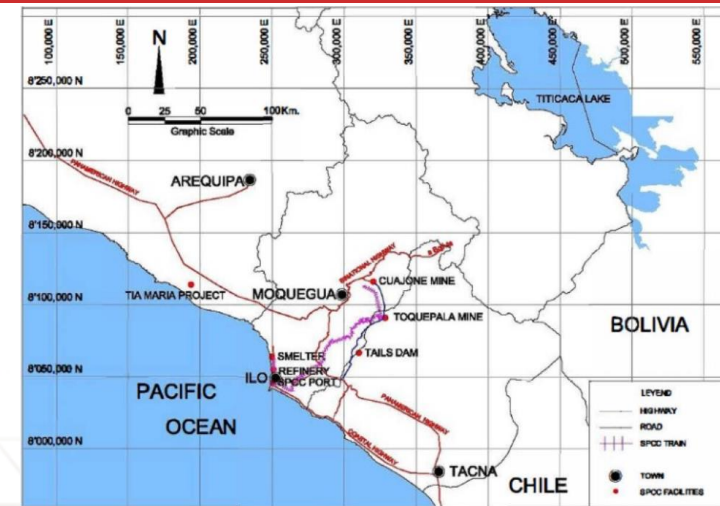 100,000 E
150,000 E
200,000 E
250,000 E
300,000 E
350,000 E
400,000 E
450,000 E
500,000 E
550,000 E
N
8'250,000 N
0 25 50 100Km.
Graphic Scale
TITICACA LAKE
8'200,000 N
PANAMERICAN HIGHWAY
AREQUIPA
8'150,000 N
BINATIONAL HIGHWAY
a Bolivia
CUAJONE MINE
TIA MARIA PROJECT
MOQUEGUA
8'100,000 N
TOQUEPALA MINE
BOLIVIA
SMELTER
TAILS DAM
REFINERY
ILO
SPCC PORT
8'050,000 N
PACIFIC
OCEAN
PANAMERICAN HIGHWAY
COASTAL HIGHWAY
8'000,000 N
TACNA
CHILE
LEYEND
HIGHWAY
ROAD
SPCC TRAIN
TOWN
SPCC FACILITIES